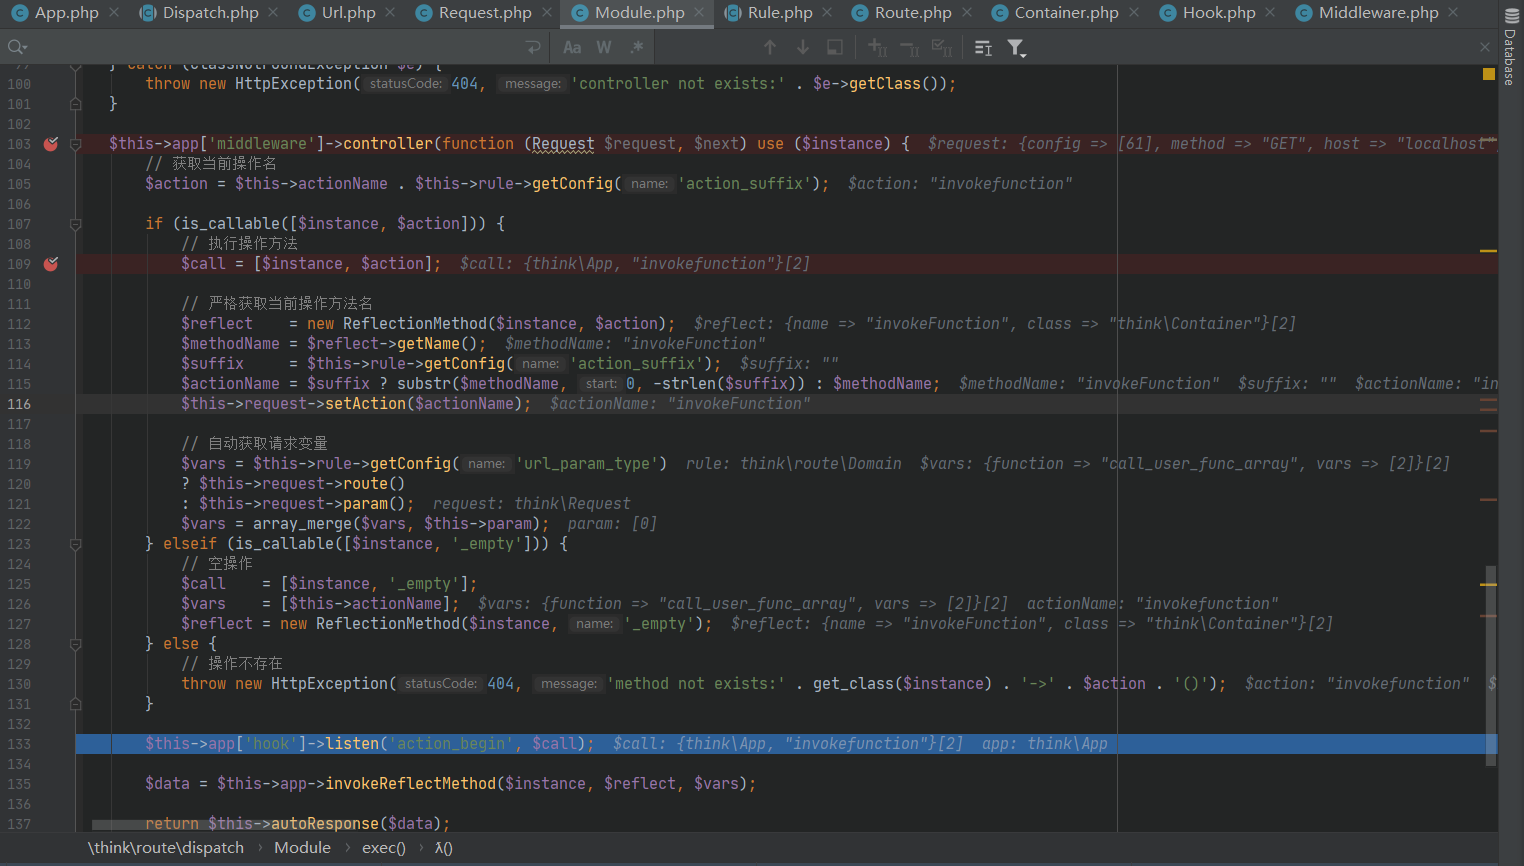 App.php Dispatch.php Url.php Request.php Module.php Rule.php Route.php Container.php Hook.php Middleware.php
Aa W .*
Database
100 throw new HttpException( statusCode: 404, message: 'controller not exists:' . $e->getClass());
101 }
102
103 $this->app['middleware']->controller(function (Request $request, $next) use ($instance) { $request: {config => [61], method => "GET", host => "localhost",
104 // 获取当前操作名
105 $action = $this->actionName . $this->rule->getConfig( name: 'action_suffix'); $action: "invokefunction"
106
107 if (is_callable([$instance, $action])) {
108 // 执行操作方法
109 $call = [$instance, $action]; $call: {think\App, "invokefunction"}[2]
110
111 // 严格获取当前操作方法名
112 $reflect = new ReflectionMethod($instance, $action); $reflect: {name => "invokeFunction", class => "think\Container"}[2]
113 $methodName = $reflect->getName(); $methodName: "invokeFunction"
114 $suffix = $this->rule->getConfig( name: 'action_suffix'); $suffix: ""
115 $actionName = $suffix ? substr($methodName, start: 0, -strlen($suffix)) : $methodName; $methodName: "invokeFunction" $suffix: "" $actionName: "in
116 $this->request->setAction($actionName); $actionName: "invokeFunction"
117
118 // 自动获取请求变量
119 $vars = $this->rule->getConfig( name: 'url_param_type') rule: think\route\Domain $vars: {function => "call_user_func_array", vars => [2]}[2]
120 ? $this->request->route()
121 : $this->request->param(); request: think\Request
122 $vars = array_merge($vars, $this->param); param: [0]
123 } elseif (is_callable([$instance, '_empty'])) {
124 // 空操作
125 $call = [$instance, '_empty'];
126 $vars = [$this->actionName]; $vars: {function => "call_user_func_array", vars => [2]}[2] actionName: "invokefunction"
127 $reflect = new ReflectionMethod($instance, name: '_empty'); $reflect: {name => "invokeFunction", class => "think\Container"}[2]
128 } else {
129 // 操作不存在
130 throw new HttpException( statusCode: 404, message: 'method not exists:' . get_class($instance) . '->' . $action . '()'); $action: "invokefunction"
131 }
132
133 $this->app['hook']->listen('action_begin', $call); $call: {think\App, "invokefunction"}[2] app: think\App
134
135 $data = $this->app->invokeReflectMethod($instance, $reflect, $vars);
136
137 return $this->autoResponse($data);
\think\route\dispatch › Module › exec() › λ()